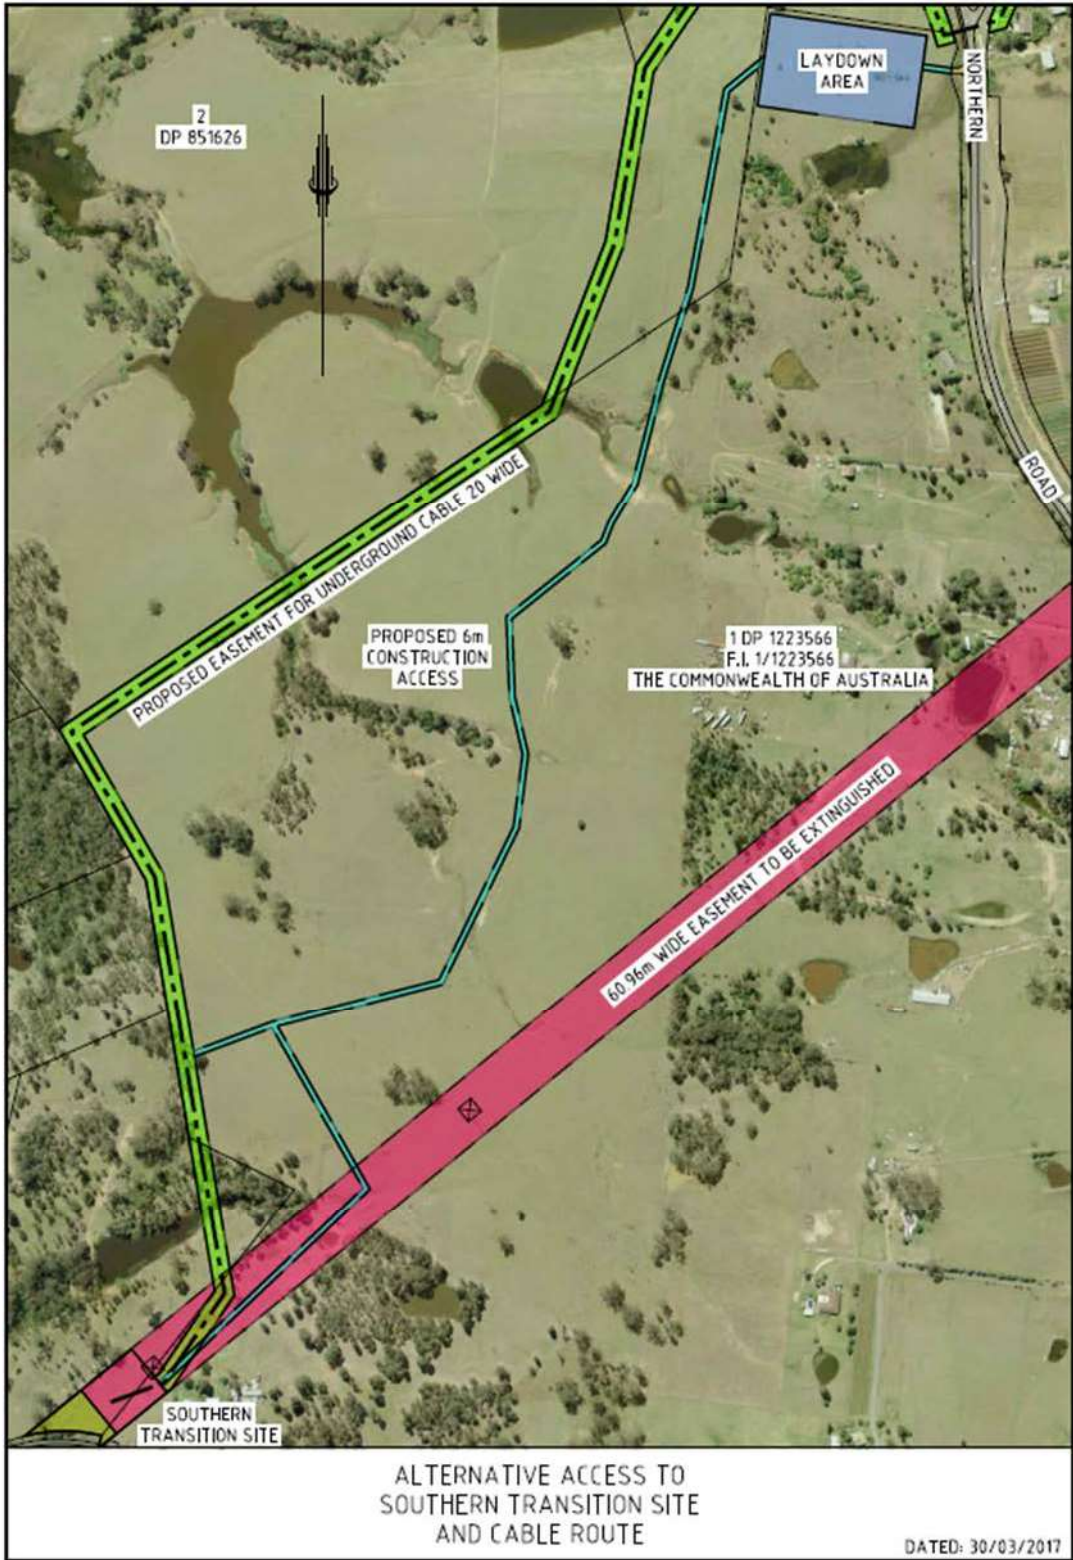 LAYDOWN
AREA
NORTHERN
2
DP 851626
ROAD
PROPOSED EASEMENT FOR UNDERGROUND CABLE 20 WIDE
PROPOSED 6m
CONSTRUCTION
ACCESS
1 DP 1223566
F.I. 1/1223566
THE COMMONWEALTH OF AUSTRALIA
60.96m WIDE EASEMENT TO BE EXTINGUISHED
SOUTHERN
TRANSITION SITE
ALTERNATIVE ACCESS TO
SOUTHERN TRANSITION SITE
AND CABLE ROUTE
DATED: 30/03/2017